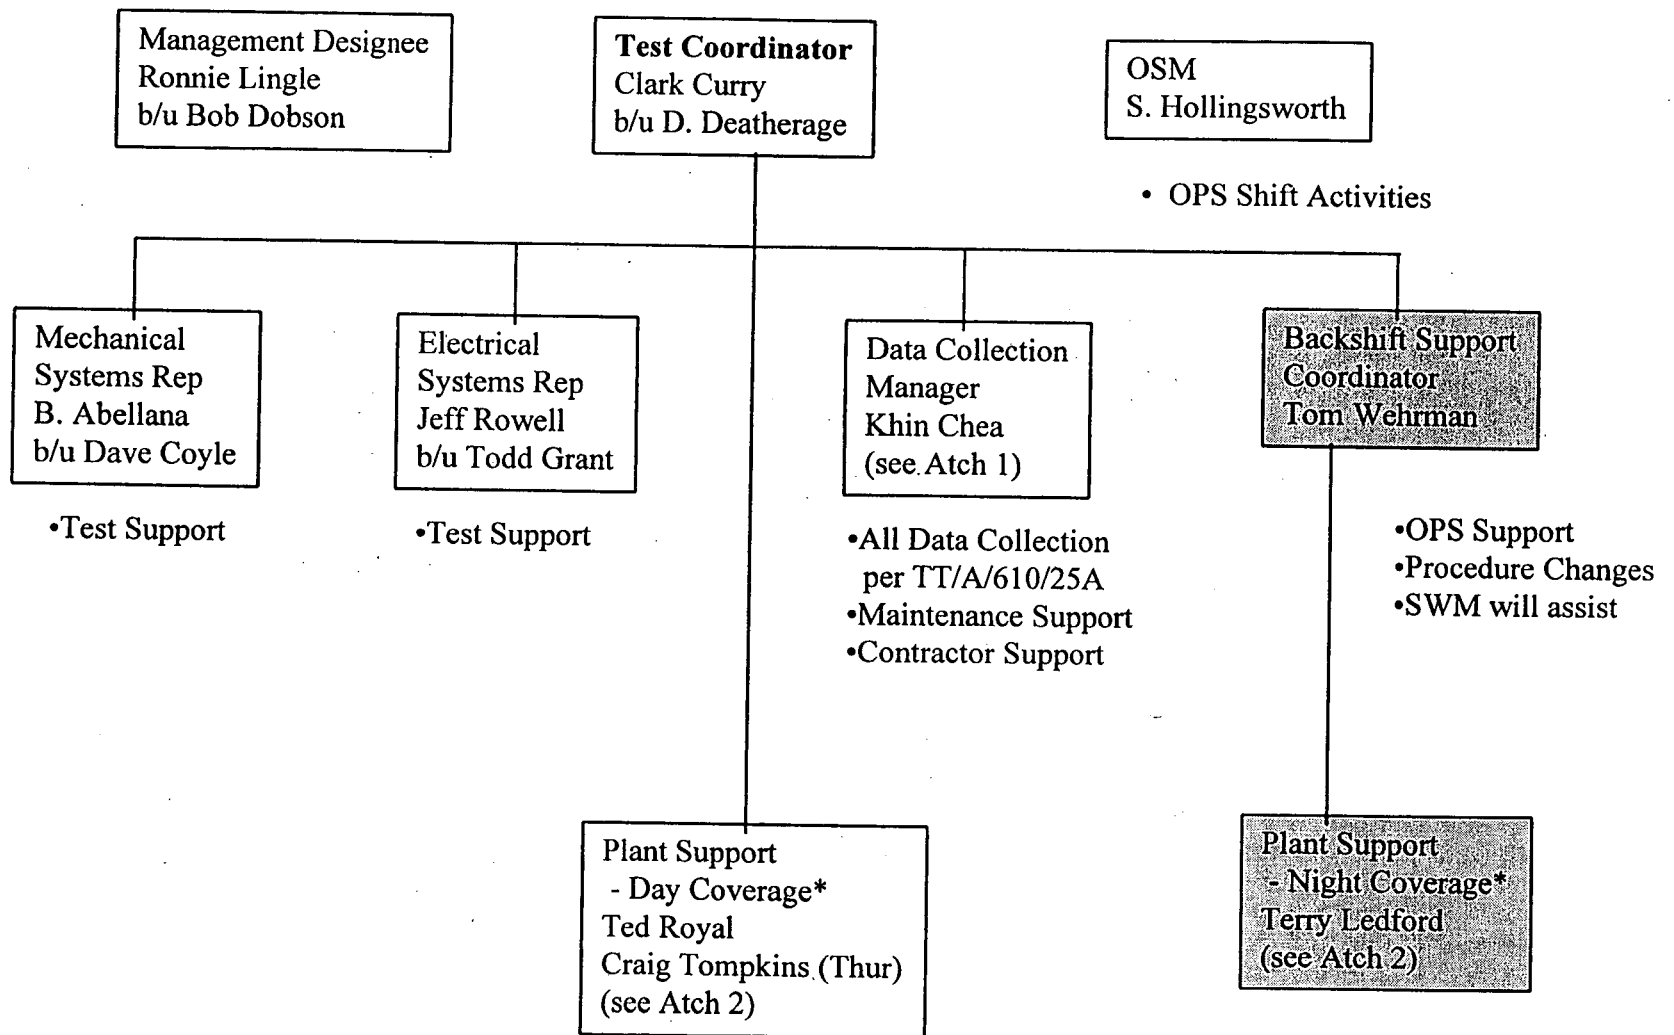 Management Designee
Ronnie Lingle
b/u Bob Dobson
Test Coordinator
Clark Curry
b/u D. Deatherage
OSM
S. Hollingsworth
• OPS Shift Activities
Mechanical
Systems Rep
B. Abellana
b/u Dave Coyle
•Test Support
Electrical
Systems Rep
Jeff Rowell
b/u Todd Grant
•Test Support
Data Collection
Manager
Khin Chea
(see Atch 1)
•All Data Collection
per TT/A/610/25A
•Maintenance Support
•Contractor Support
Backshift Support
Coordinator
Tom Wehrman
•OPS Support
•Procedure Changes
•SWM will assist
Plant Support
- Day Coverage*
Ted Royal
Craig Tompkins (Thur)
(see Atch 2)
Plant Support
- Night Coverage*
Terry Ledford
(see Atch 2)